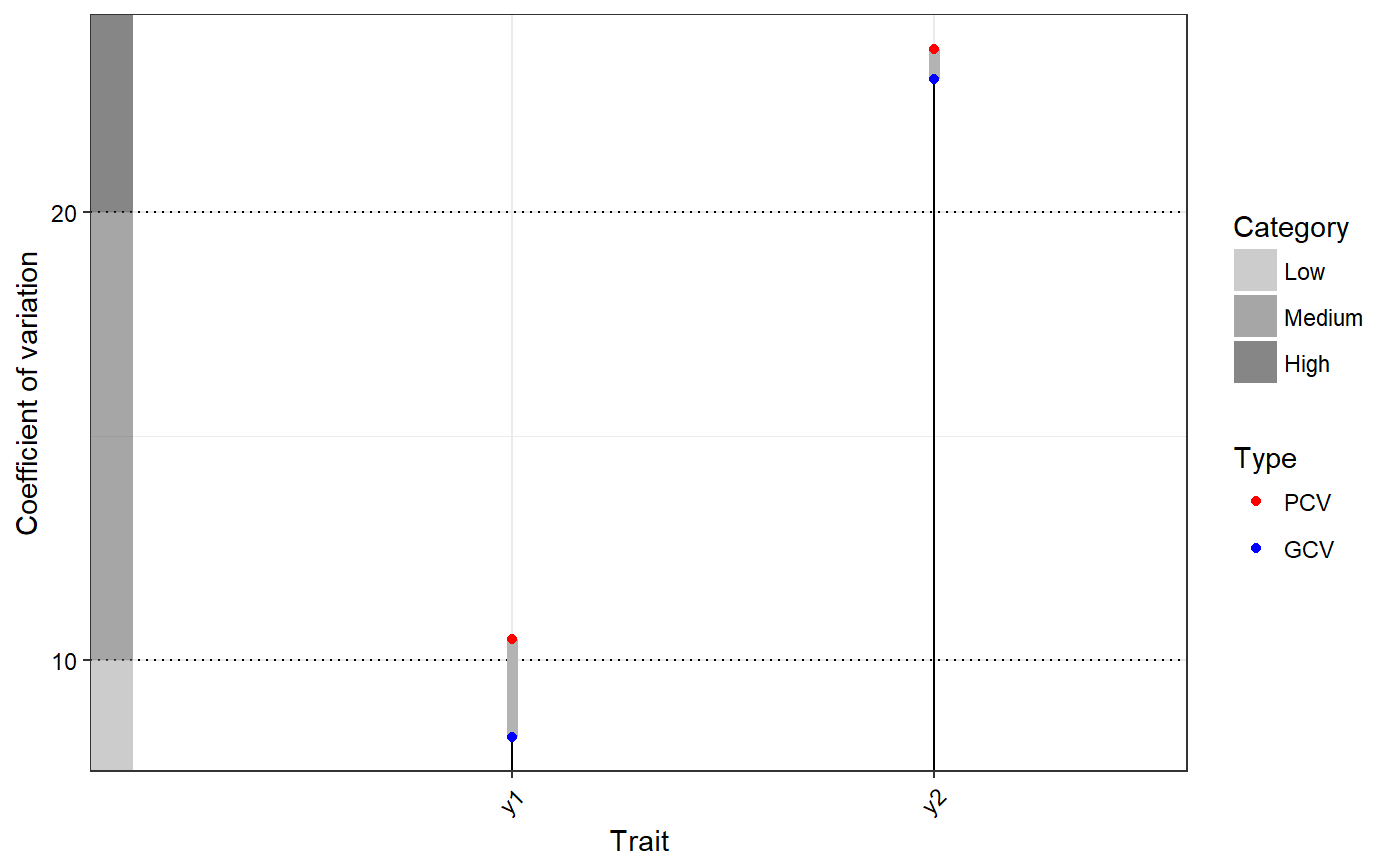 Coefficient of variation
20
10
y1
y2
Trait
Category
Low
Medium
High
Type
PCV
GCV